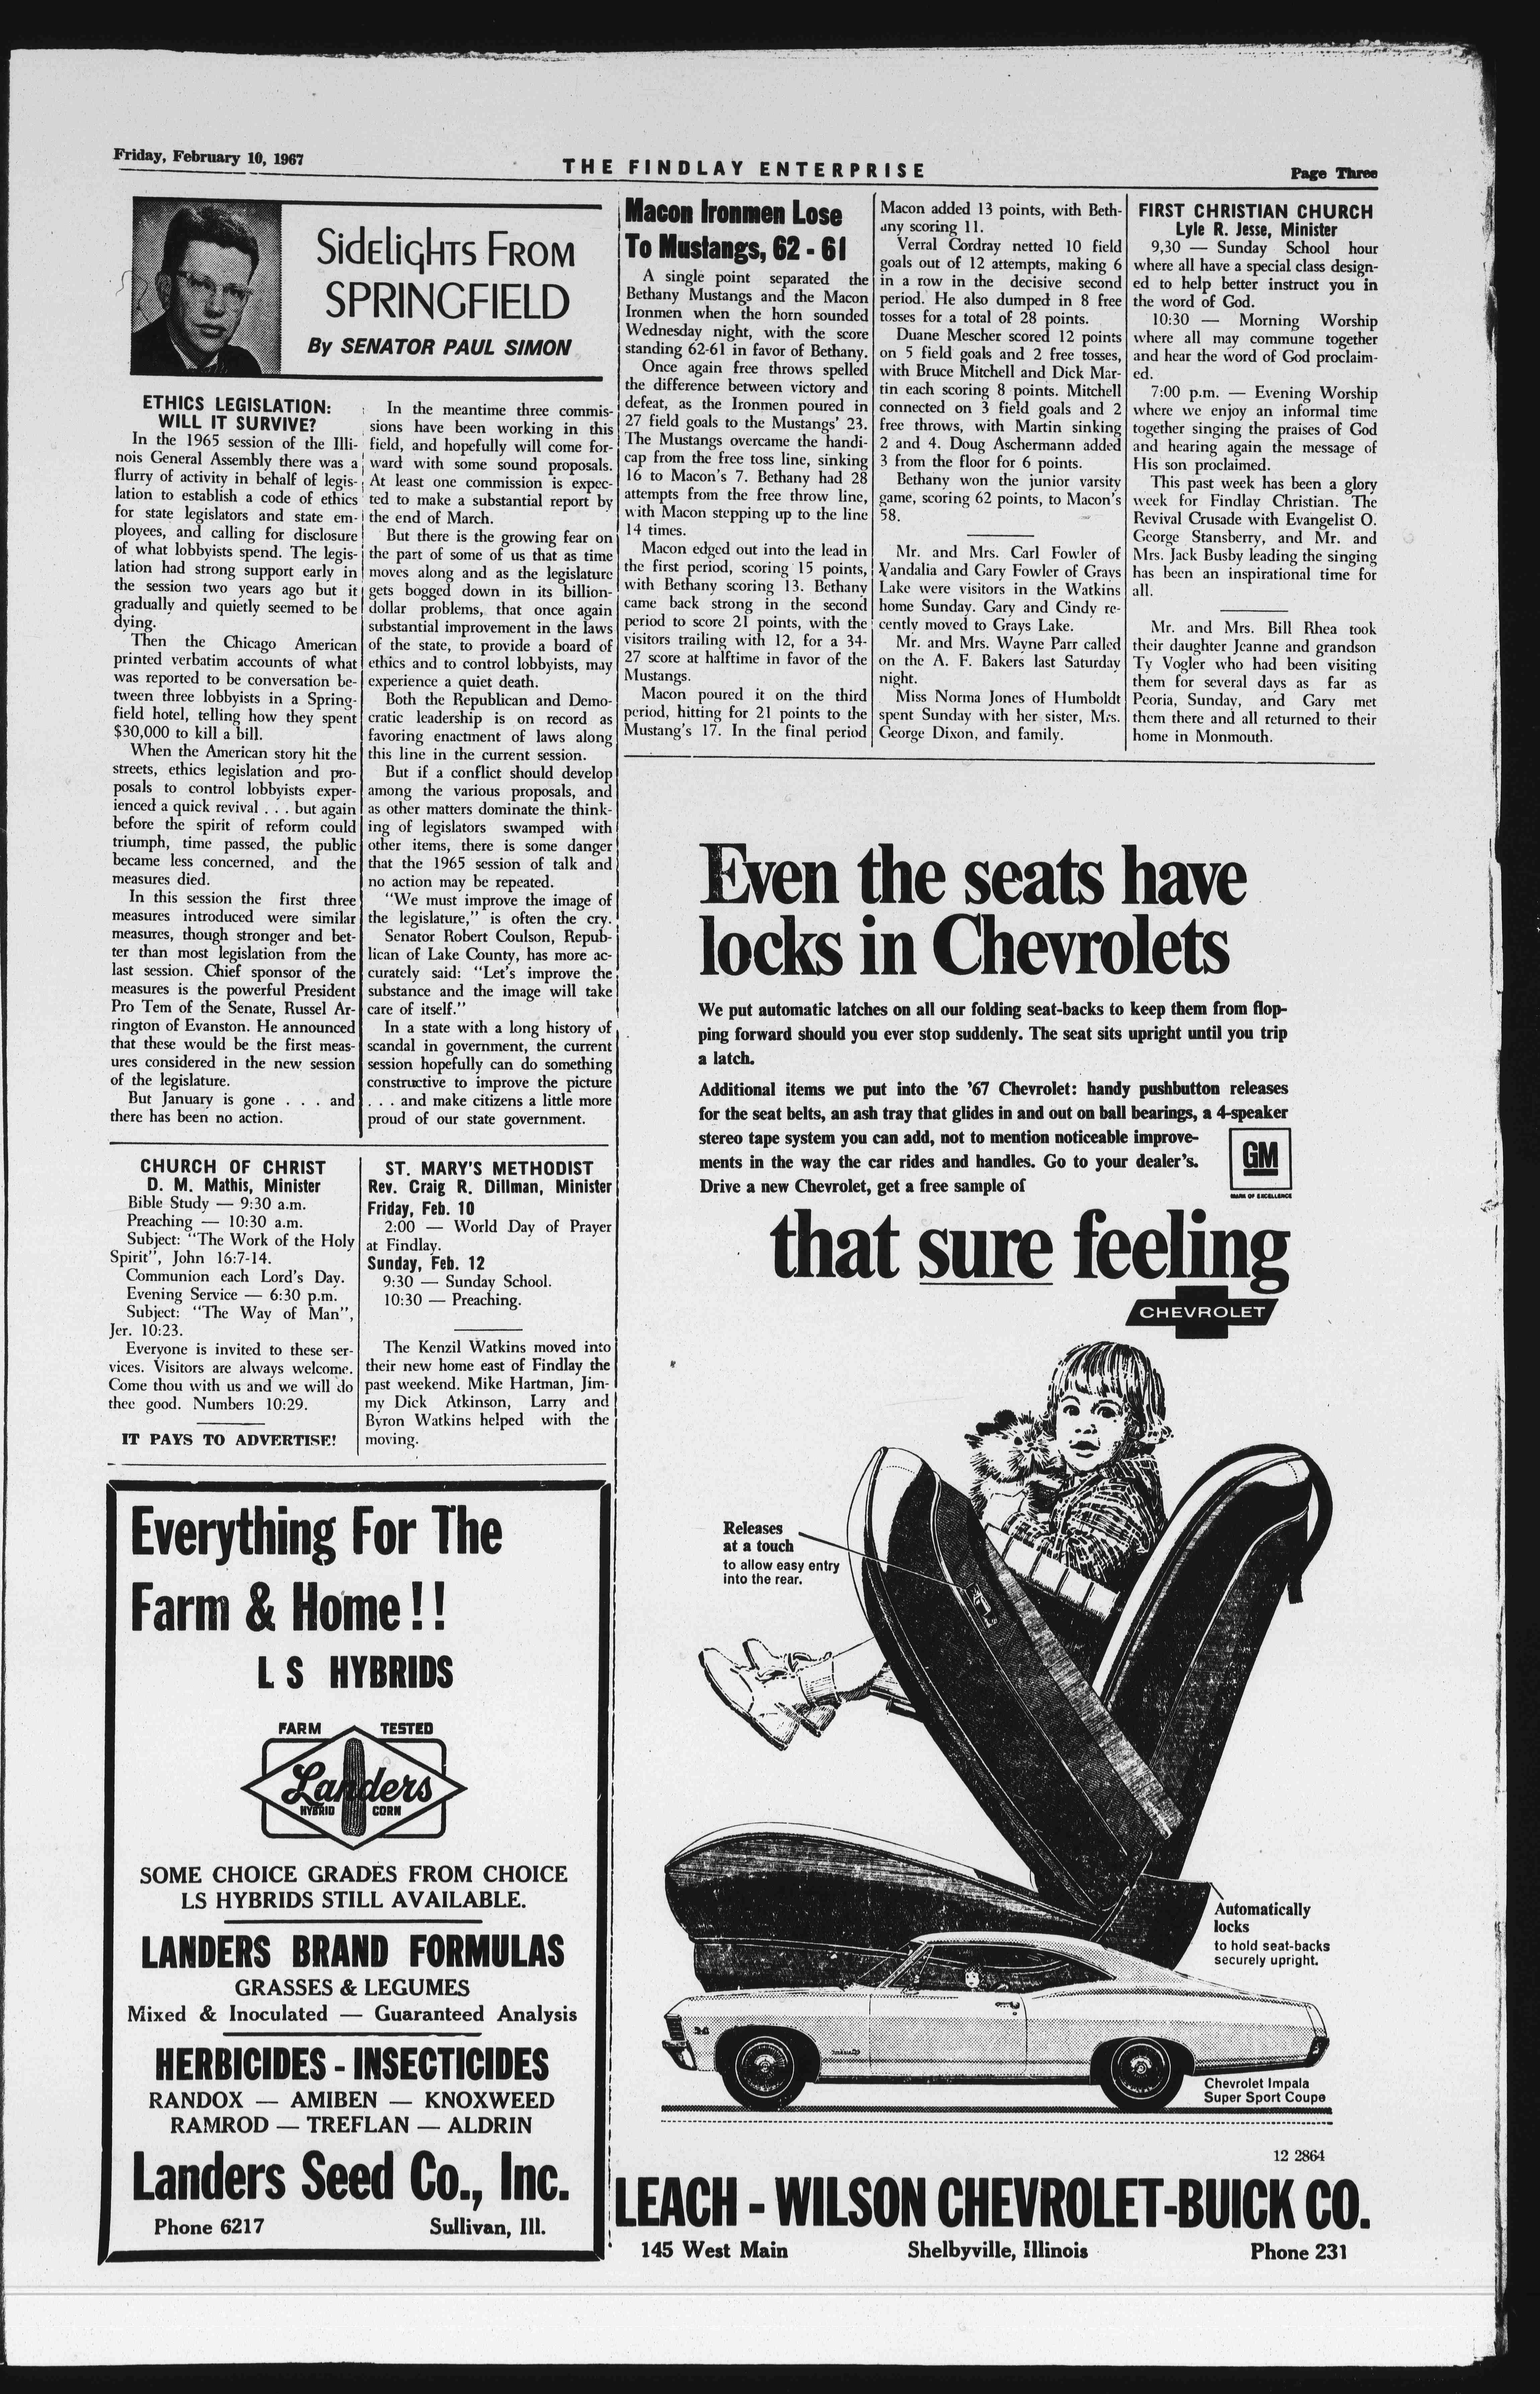 Friday, February 10, 1967
THE FINDLAY ENTERPRISE
Page Three
Sidelights From
SPRINGFIELD
By SENATOR PAUL SIMON
ETHICS LEGISLATION:
WILL IT SURVIVE?
In the 1965 session of the Illi-
nois General Assembly there was a
flurry of activity in behalf of legis-
lation to establish a code of ethics
for state legislators and state em-
ployees, and calling for disclosure
of what lobbyists spend. The legis-
lation had strong support early in
the session two years ago but it
gradually and quietly seemed to be
dying.
Then the Chicago American
printed verbatim accounts of what
was reported to be conversation be-
tween three lobbyists in a Spring-
field hotel, telling how they spent
$30,000 to kill a bill.
When the American story hit the
streets, ethics legislation and pro-
posals to control lobbyists exper-
ienced a quick revival . . . but again
before the spirit of reform could
triumph, time passed, the public
became less concerned, and the
measures died.
In this session the first three
measures introduced were similar
measures, though stronger and bet-
ter than most legislation from the
last session. Chief sponsor of the
measures is the powerful President
Pro Tem of the Senate, Russel Ar-
rington of Evanston. He announced
that these would be the first meas-
ures considered in the new session
of the legislature.
But January is gone . . . and
there has been no action.
In the meantime three commis-
sions have been working in this
field, and hopefully will come for-
ward with some sound proposals.
At least one commission is expec-
ted to make a substantial report by
the end of March.
But there is the growing fear on
the part of some of us that as time
moves along and as the legislature
gets bogged down in its billion-
dollar problems, that once again
substantial improvement in the laws
of the state, to provide a board of
ethics and to control lobbyists, may
experience a quiet death.
Both the Republican and Demo-
cratic leadership is on record as
favoring enactment of laws along
this line in the current session.
But if a conflict should develop
among the various proposals, and
as other matters dominate the think-
ing of legislators swamped with
other items, there is some danger
that the 1965 session of talk and
no action may be repeated.
"We must improve the image of
the legislature," is often the cry.
Senator Robert Coulson, Repub-
lican of Lake County, has more ac-
curately said: "Let's improve the
substance and the image will take
care of itself."
In a state with a long history of
scandal in government, the current
session hopefully can do something
constructive to improve the picture
. . . and make citizens a little more
proud of our state government.
CHURCH OF CHRIST
D. M. Mathis, Minister
Bible Study — 9:30 a.m.
Preaching — 10:30 a.m.
Subject: "The Work of the Holy
Spirit", John 16:7-14.
Communion each Lord's Day.
Evening Service — 6:30 p.m.
Subject: "The Way of Man",
Jer. 10:23.
Everyone is invited to these ser-
vices. Visitors are always welcome.
Come thou with us and we will do
thee good. Numbers 10:29.
IT PAYS TO ADVERTISE!
ST. MARY'S METHODIST
Rev. Craig R. Dillman, Minister
Friday, Feb. 10
2:00 — World Day of Prayer
at Findlay.
Sunday, Feb. 12
9:30 — Sunday School.
10:30 — Preaching.
The Kenzil Watkins moved into
their new home east of Findlay the
past weekend. Mike Hartman, Jim-
my Dick Atkinson, Larry and
Byron Watkins helped with the
moving.
Everything For The
Farm & Home!!
L S HYBRIDS
FARM TESTED
Landers
HYBRID CORN
SOME CHOICE GRADES FROM CHOICE
LS HYBRIDS STILL AVAILABLE.
LANDERS BRAND FORMULAS
GRASSES & LEGUMES
Mixed & Inoculated — Guaranteed Analysis
HERBICIDES - INSECTICIDES
RANDOX — AMIBEN — KNOXWEED
RAMROD — TREFLAN — ALDRIN
Landers Seed Co., Inc.
Phone 6217 Sullivan, Ill.
Macon Ironmen Lose
To Mustangs, 62 - 61
A single point separated the
Bethany Mustangs and the Macon
Ironmen when the horn sounded
Wednesday night, with the score
standing 62-61 in favor of Bethany.
Once again free throws spelled
the difference between victory and
defeat, as the Ironmen poured in
27 field goals to the Mustangs' 23.
The Mustangs overcame the handi-
cap from the free toss line, sinking
16 to Macon's 7. Bethany had 28
attempts from the free throw line,
with Macon stepping up to the line
14 times.
Macon edged out into the lead in
the first period, scoring 15 points,
with Bethany scoring 13. Bethany
came back strong in the second
period to score 21 points, with the
visitors trailing with 12, for a 34-
27 score at halftime in favor of the
Mustangs.
Macon poured it on the third
period, hitting for 21 points to the
Mustang's 17. In the final period
Macon added 13 points, with Beth-
any scoring 11.
Verral Cordray netted 10 field
goals out of 12 attempts, making 6
in a row in the decisive second
period. He also dumped in 8 free
tosses for a total of 28 points.
Duane Mescher scored 12 points
on 5 field goals and 2 free tosses,
with Bruce Mitchell and Dick Mar-
tin each scoring 8 points. Mitchell
connected on 3 field goals and 2
free throws, with Martin sinking
2 and 4. Doug Aschermann added
3 from the floor for 6 points.
Bethany won the junior varsity
game, scoring 62 points, to Macon's
58.
Mr. and Mrs. Carl Fowler of
Vandalia and Gary Fowler of Grays
Lake were visitors in the Watkins
home Sunday. Gary and Cindy re-
cently moved to Grays Lake.
Mr. and Mrs. Wayne Parr called
on the A. F. Bakers last Saturday
night.
Miss Norma Jones of Humboldt
spent Sunday with her sister, Mrs.
George Dixon, and family.
FIRST CHRISTIAN CHURCH
Lyle R. Jesse, Minister
9,30 — Sunday School hour
where all have a special class design-
ed to help better instruct you in
the word of God.
10:30 — Morning Worship
where all may commune together
and hear the word of God proclaim-
ed.
7:00 p.m. — Evening Worship
where we enjoy an informal time
together singing the praises of God
and hearing again the message of
His son proclaimed.
This past week has been a glory
week for Findlay Christian. The
Revival Crusade with Evangelist O.
George Stansberry, and Mr. and
Mrs. Jack Busby leading the singing
has been an inspirational time for
all.
Mr. and Mrs. Bill Rhea took
their daughter Jeanne and grandson
Ty Vogler who had been visiting
them for several days as far as
Peoria, Sunday, and Gary met
them there and all returned to their
home in Monmouth.
Even the seats have
locks in Chevrolets
We put automatic latches on all our folding seat-backs to keep them from flop-
ping forward should you ever stop suddenly. The seat sits upright until you trip
a latch.
Additional items we put into the '67 Chevrolet: handy pushbutton releases
for the seat belts, an ash tray that glides in and out on ball bearings, a 4-speaker
stereo tape system you can add, not to mention noticeable improve-
ments in the way the car rides and handles. Go to your dealer's.
Drive a new Chevrolet, get a free sample of
GM
MARK OF EXCELLENCE
that sure feeling
CHEVROLET
Releases
at a touch
to allow easy entry
into the rear.
Automatically
locks
to hold seat-backs
securely upright.
Chevrolet Impala
Super Sport Coupe
12 2864
LEACH - WILSON CHEVROLET-BUICK CO.
145 West Main Shelbyville, Illinois Phone 231